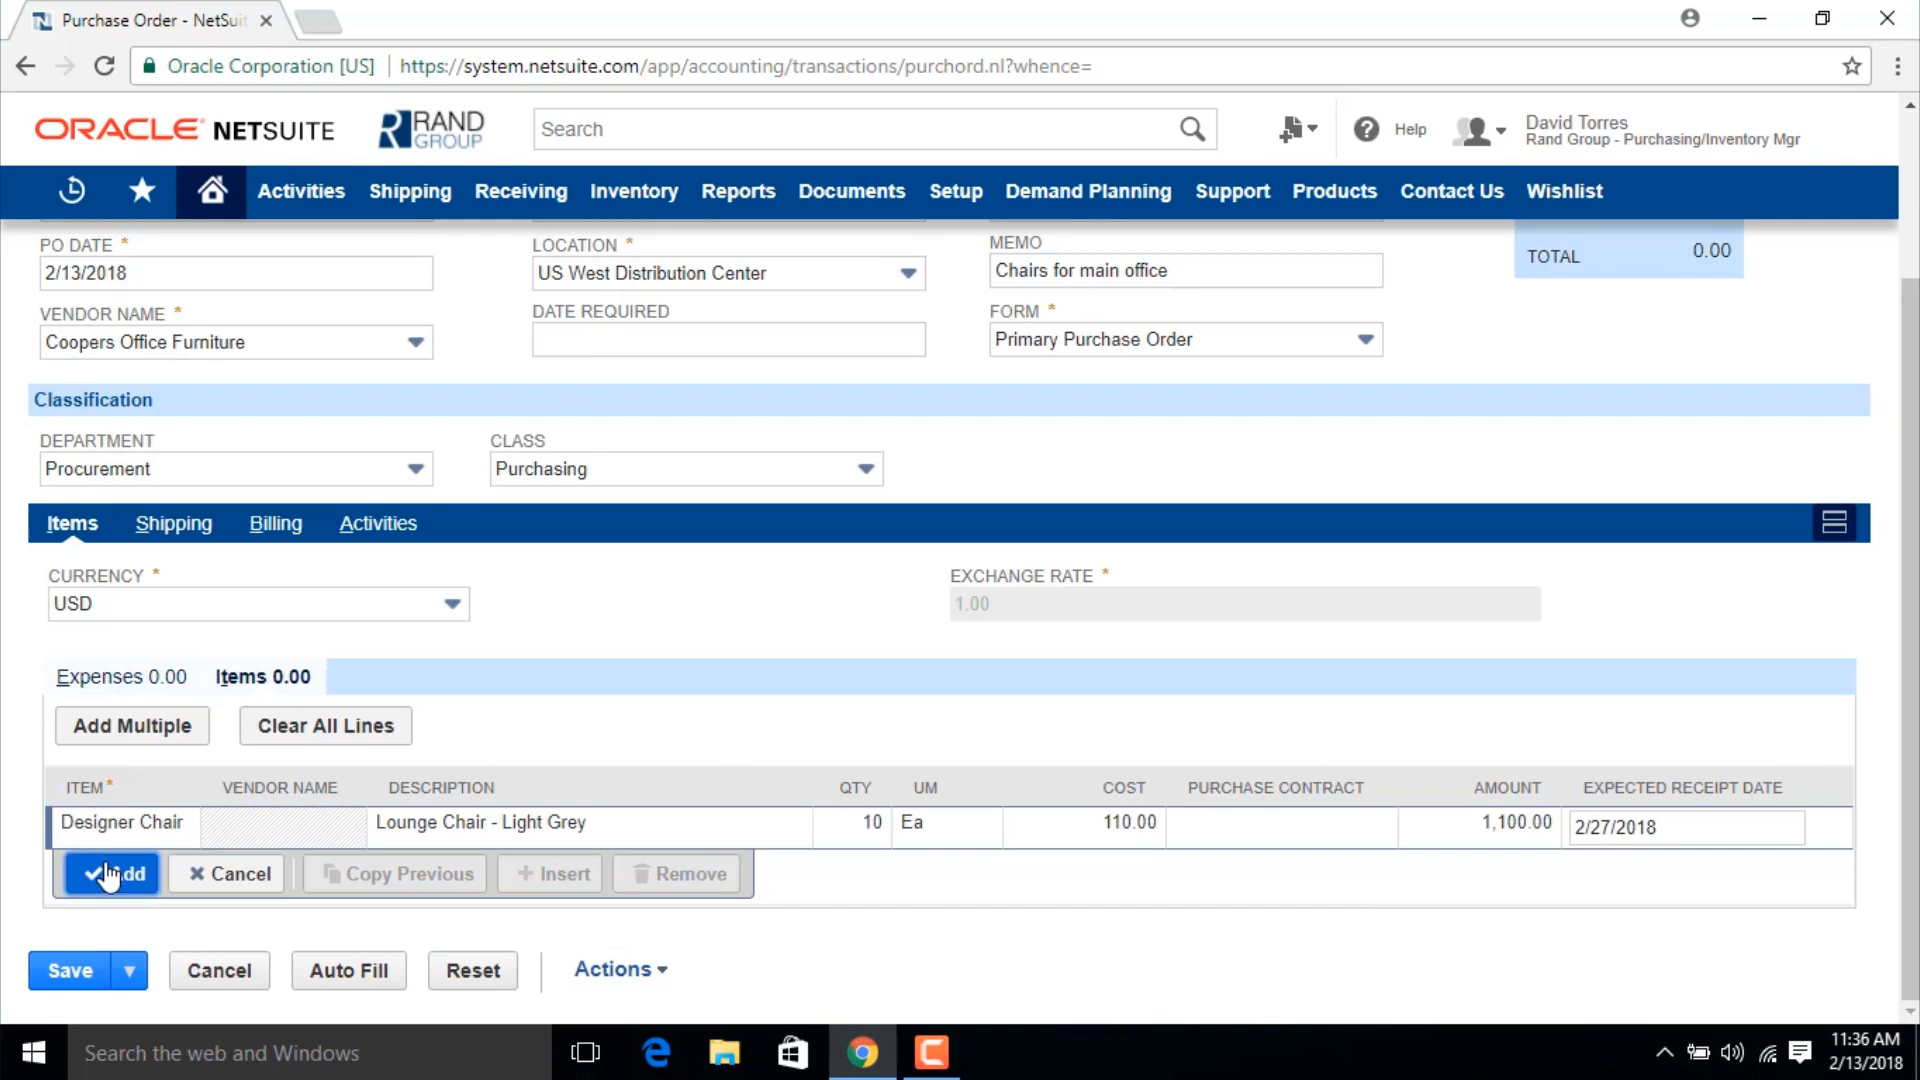 Purchase Order - NetSuit
Oracle Corporation [US] https://system.netsuite.com/app/accounting/transactions/purchord.nl?whence=
ORACLE NETSUITE
RAND GROUP
Search
Help
David Torres
Rand Group - Purchasing/Inventory Mgr
Activities Shipping Receiving Inventory Reports Documents Setup Demand Planning Support Products Contact Us Wishlist
PO DATE * LOCATION * MEMO
2/13/2018 US West Distribution Center Chairs for main office
TOTAL 0.00
VENDOR NAME * DATE REQUIRED FORM *
Coopers Office Furniture Primary Purchase Order
Classification
DEPARTMENT CLASS
Procurement Purchasing
Items Shipping Billing Activities
CURRENCY * EXCHANGE RATE *
USD 1.00
Expenses 0.00 Items 0.00
Add Multiple Clear All Lines
ITEM * VENDOR NAME DESCRIPTION QTY UM COST PURCHASE CONTRACT AMOUNT EXPECTED RECEIPT DATE
Designer Chair Lounge Chair - Light Grey 10 Ea 110.00 1,100.00 2/27/2018
Add Cancel Copy Previous Insert Remove
Save Cancel Auto Fill Reset Actions
Search the web and Windows
11:36 AM
2/13/2018